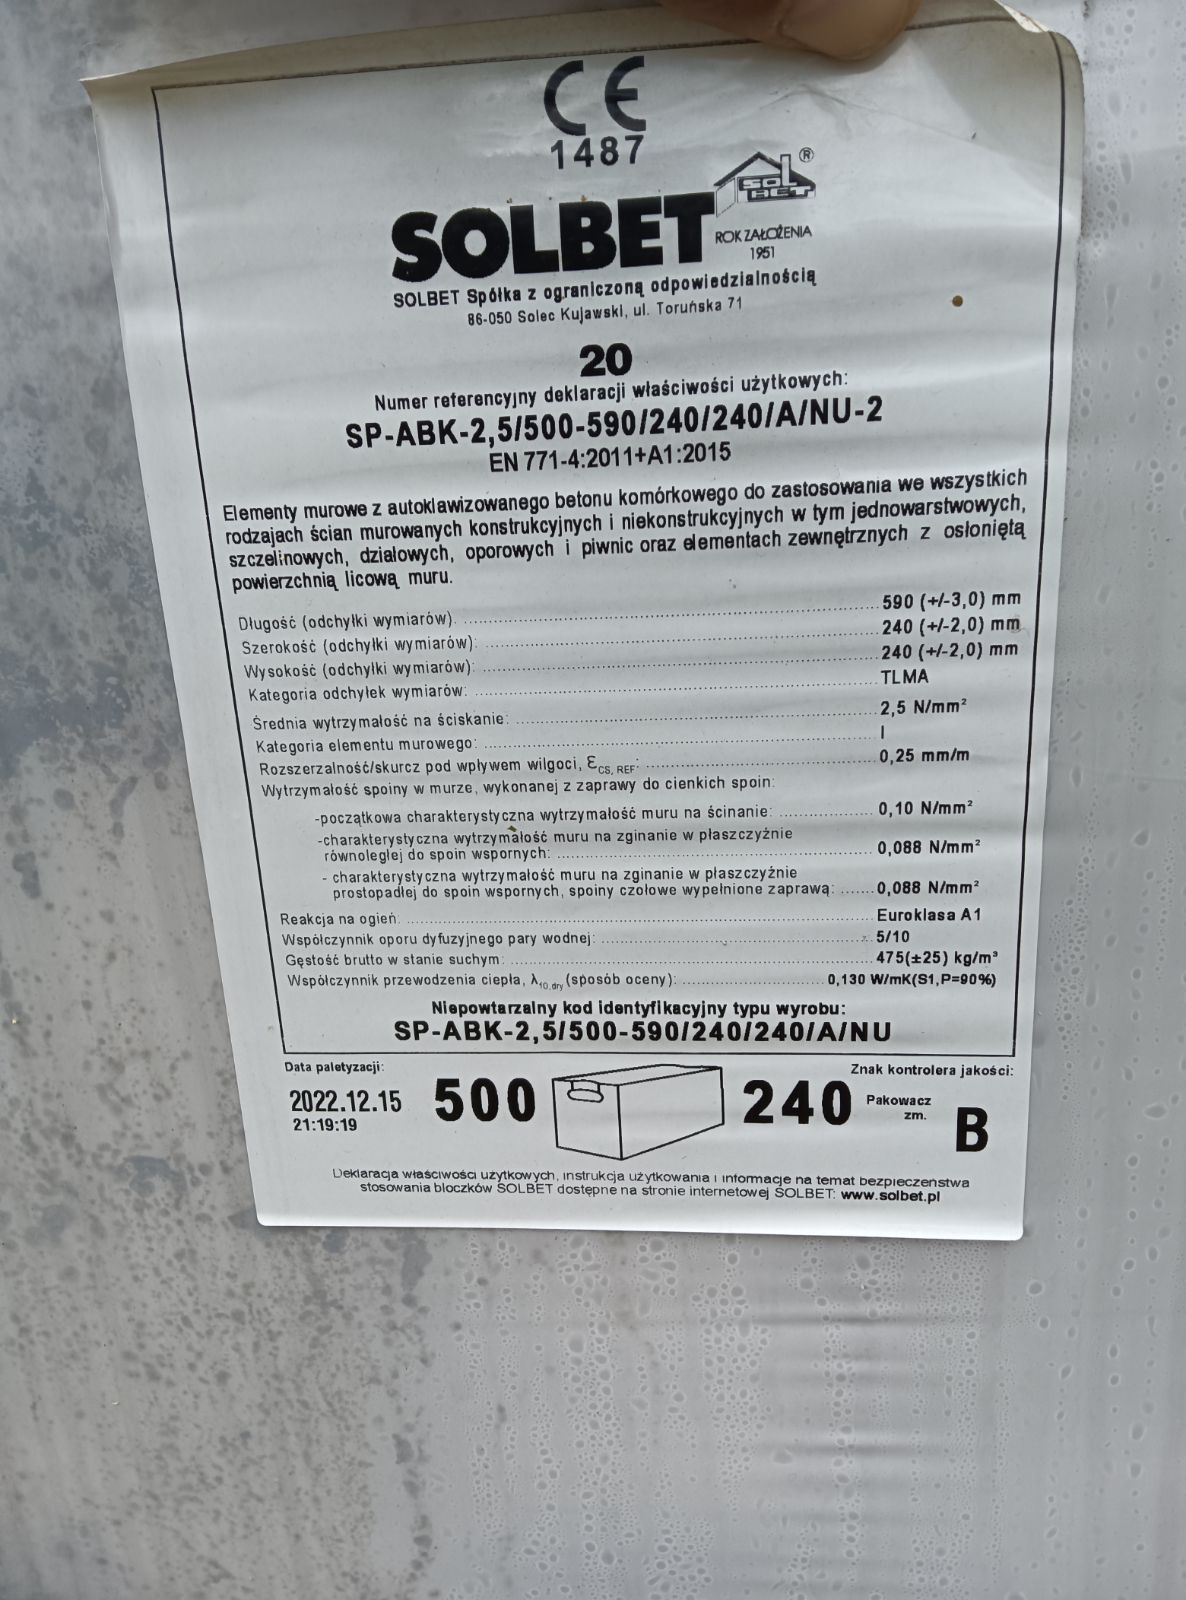 CE
1487
SOLBET
SOL
BET
®
ROK ZAŁOŻENIA
1951
SOLBET Spółka z ograniczoną odpowiedzialnością
86-050 Solec Kujawski, ul. Toruńska 71
20
Numer referencyjny deklaracji właściwości użytkowych:
SP-ABK-2,5/500-590/240/240/A/NU-2
EN 771-4:2011+A1:2015
Elementy murowe z autoklawizowanego betonu komórkowego do zastosowania we wszystkich
rodzajach ścian murowanych konstrukcyjnych i niekonstrukcyjnych w tym jednowarstwowych,
szczelinowych, działowych, oporowych i piwnic oraz elementach zewnętrznych z osłoniętą
powierzchnią licową muru.
Długość (odchyłki wymiarów): 590 (+/-3,0) mm
Szerokość (odchyłki wymiarów): 240 (+/-2,0) mm
Wysokość (odchyłki wymiarów): 240 (+/-2,0) mm
Kategoria odchyłek wymiarów: TLMA
Średnia wytrzymałość na ściskanie: 2,5 N/mm²
Kategoria elementu murowego: I
Rozszerzalność/skurcz pod wpływem wilgoci, ƐCS, REF: 0,25 mm/m
Wytrzymałość spoiny w murze, wykonanej z zaprawy do cienkich spoin:
-początkowa charakterystyczna wytrzymałość muru na ścinanie: 0,10 N/mm²
-charakterystyczna wytrzymałość muru na zginanie w płaszczyźnie
równoległej do spoin wspornych: 0,088 N/mm²
- charakterystyczna wytrzymałość muru na zginanie w płaszczyźnie
prostopadłej do spoin wspornych, spoiny czołowe wypełnione zaprawą: 0,088 N/mm²
Reakcja na ogień: Euroklasa A1
Współczynnik oporu dyfuzyjnego pary wodnej: 5/10
Gęstość brutto w stanie suchym: 475(±25) kg/m³
Współczynnik przewodzenia ciepła, λ10,dry (sposób oceny): 0,130 W/mK(S1,P=90%)
Niepowtarzalny kod identyfikacyjny typu wyrobu:
SP-ABK-2,5/500-590/240/240/A/NU
Data paletyzacji:
2022.12.15
21:19:19
500
240
Znak kontrolera jakości:
Pakowacz
zm.
B
Deklaracja właściwości użytkowych, instrukcja użytkowania i informacje na temat bezpieczeństwa
stosowania bloczków SOLBET dostępne na stronie internetowej SOLBET: www.solbet.pl